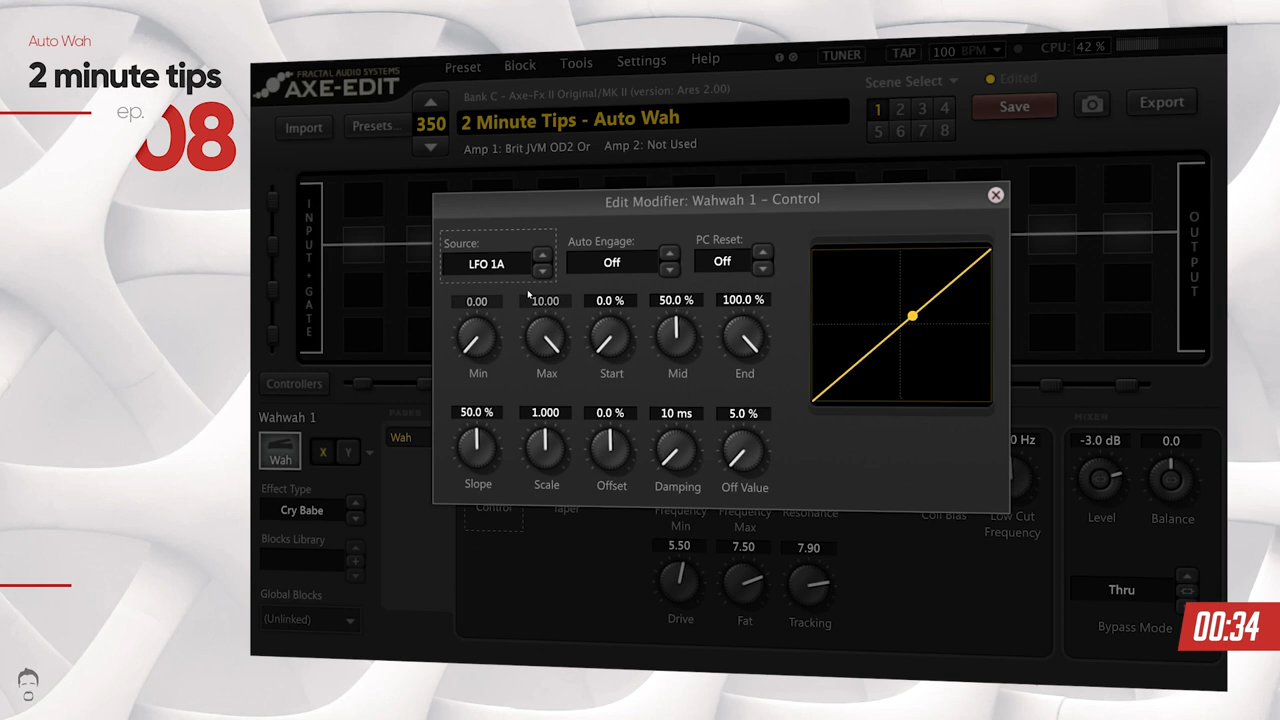 Auto Wah
2 minute tips
ep. 08
FRACTAL AUDIO SYSTEMS
AXE-EDIT
Preset Block Tools Settings Help
TUNER TAP 100 BPM CPU: 42 %
Import Presets... 350
Bank C - Axe-Fx II Original/MK II (version: Ares 2.00)
2 Minute Tips - Auto Wah
Amp 1: Brit JVM OD2 Or Amp 2: Not Used
Scene Select
1 2 3 4
5 6 7 8
Edited
Save Export
INPUT + GATE
OUTPUT
Edit Modifier: Wahwah 1 - Control
Source: Auto Engage: PC Reset:
LFO 1A Off Off
0.00 10.00 0.0 % 50.0 % 100.0 %
Min Max Start Mid End
50.0 % 1.000 0.0 % 10 ms 5.0 %
Slope Scale Offset Damping Off Value
Controllers
Wahwah 1
Wah X Y
Effect Type
Cry Babe
Blocks Library
Global Blocks
(Unlinked)
PAGES
Wah
Control Taper Frequency Min Frequency Max Resonance Coil Bias Low Cut Frequency
0 Hz
5.50 7.50 7.90
Drive Fat Tracking
MIXER
-3.0 dB 0.0
Level Balance
Thru
Bypass Mode
00:34